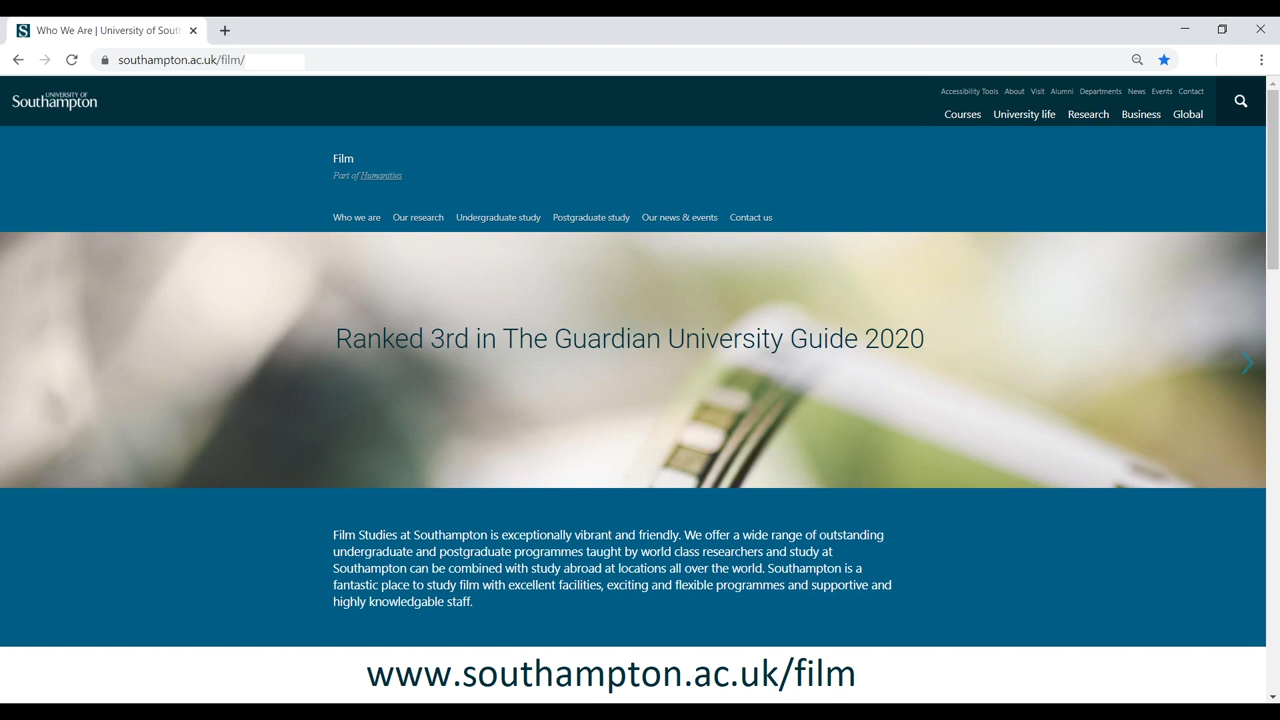 Who We Are | University of Sout
southampton.ac.uk/film/
UNIVERSITY OF
Southampton
Accessibility Tools About Visit Alumni Departments News Events Contact
Courses University life Research Business Global
Film
Part of Humanities
Who we are Our research Undergraduate study Postgraduate study Our news & events Contact us
Ranked 3rd in The Guardian University Guide 2020
Film Studies at Southampton is exceptionally vibrant and friendly. We offer a wide range of outstanding
undergraduate and postgraduate programmes taught by world class researchers and study at
Southampton can be combined with study abroad at locations all over the world. Southampton is a
fantastic place to study film with excellent facilities, exciting and flexible programmes and supportive and
highly knowledgable staff.
www.southampton.ac.uk/film